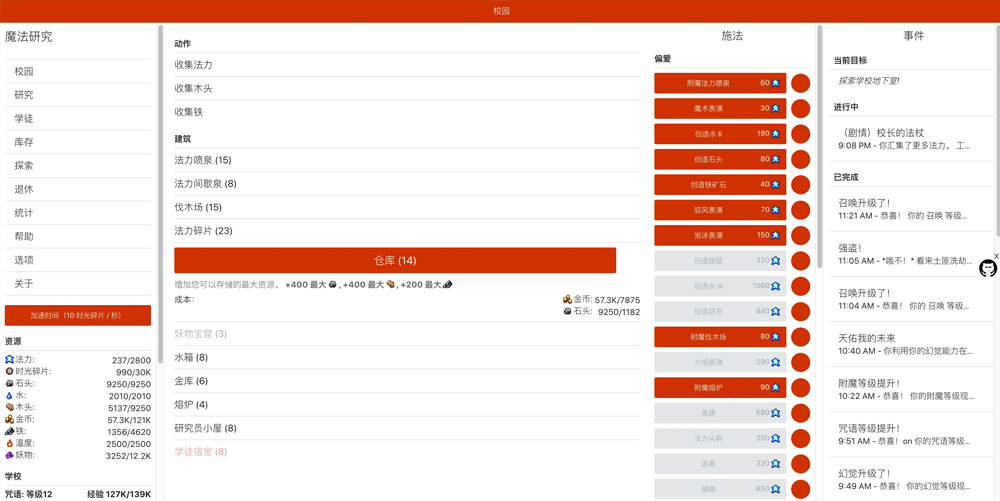 校园
魔法研究
校园
研究
学徒
库存
探索
退休
统计
帮助
选项
关于
加速时间（10 时光碎片 / 秒）
资源
法力: 237/2800
时光碎片: 990/30K
石头: 9250/9250
水: 2010/2010
木头: 5137/9250
金币: 57.3K/121K
铁: 1356/4620
温度: 2500/2500
妖物: 3252/12.2K
学校
咒语: 等级12 经验 127K/139K
动作
收集法力
收集木头
收集铁
建筑
法力喷泉 (15)
法力间歇泉 (8)
伐木场 (15)
法力碎片 (23)
仓库 (14)
增加您可以存储的最大资源。 +400 最大 , +400 最大 , +200 最大
成本:
金币: 57.3K/7875
石头: 9250/1182
妖物宝窟 (3)
水箱 (8)
金库 (6)
熔炉 (4)
研究员小屋 (8)
学徒宿舍 (8)
施法
偏爱
附魔法力喷泉 60
魔术表演 30
创造水 II 180
创造石头 80
创造铁矿石 40
驭风表演 70
泡沫表演 150
创造铁锭 320
创造水 III 1060
创造巨石 440
附魔伐木场 80
火焰表演 290
附魔熔炉 90
急速 580
法力尖刺 250
逃离 320
模糊 850
事件
当前目标
探索学校地下室!
进行中
（剧情）校长的法杖
9:08 PM - 你汇集了更多法力。 工...
已完成
召唤升级了!
11:21 AM - 恭喜！ 你的 召唤 等级...
强盗!
11:05 AM - *哦不！* 看来土匪洗劫...
召唤升级了!
11:04 AM - 恭喜！ 你的 召唤 等级...
天佑我的未来
10:40 AM - 你利用你的幻觉能力在...
附魔等级提升!
10:22 AM - 恭喜！ 你的附魔等级现...
咒语等级提升!
9:51 AM - 恭喜！on 你的咒语等级...
幻觉升级了!
9:49 AM - 恭喜！ 你的幻觉等级现...
X